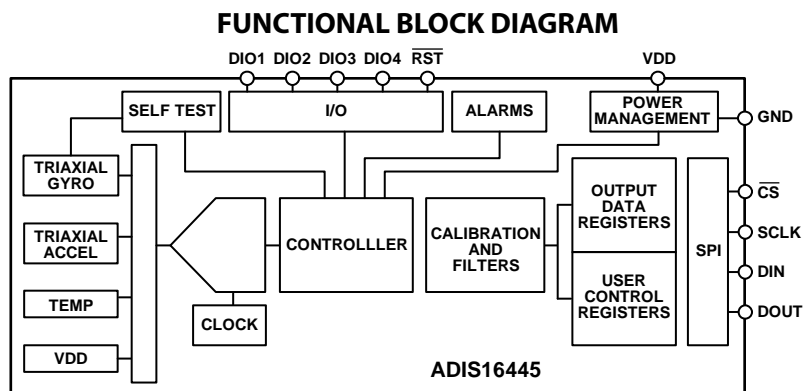 FUNCTIONAL BLOCK DIAGRAM
DIO1 DIO2 DIO3 DIO4 RST VDD
SELF TEST
I/O
ALARMS
POWER
MANAGEMENT
GND
TRIAXIAL
GYRO
TRIAXIAL
ACCEL
TEMP
VDD
CLOCK
CONTROLLLER
CALIBRATION
AND
FILTERS
OUTPUT
DATA
REGISTERS
USER
CONTROL
REGISTERS
SPI
CS
SCLK
DIN
DOUT
ADIS16445